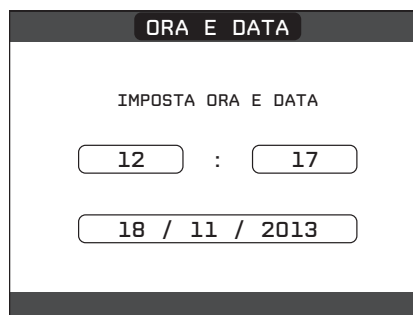 ORA E DATA
IMPOSTA ORA E DATA
12 : 17
18 / 11 / 2013